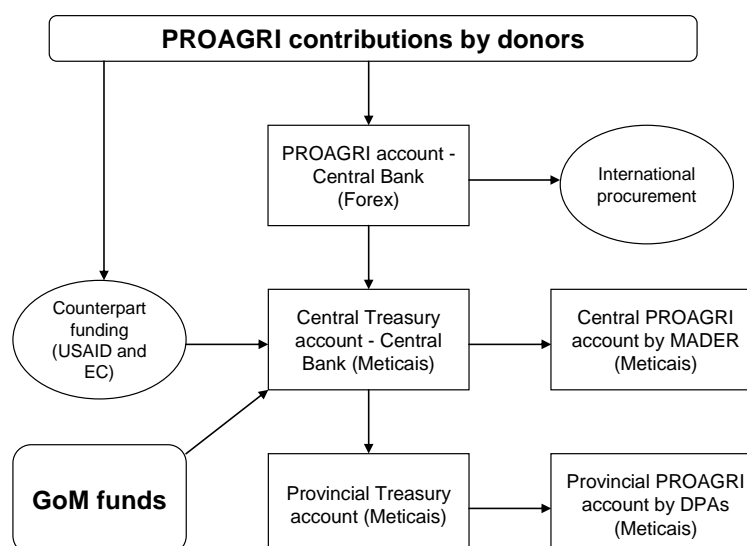 PROAGRI contributions by donors
PROAGRI account -
Central Bank
(Forex)
International
procurement
Counterpart
funding
(USAID and
EC)
Central Treasury
account - Central
Bank (Meticais)
Central PROAGRI
account by MADER
(Meticais)
GoM funds
Provincial Treasury
account (Meticais)
Provincial PROAGRI
account by DPAs
(Meticais)